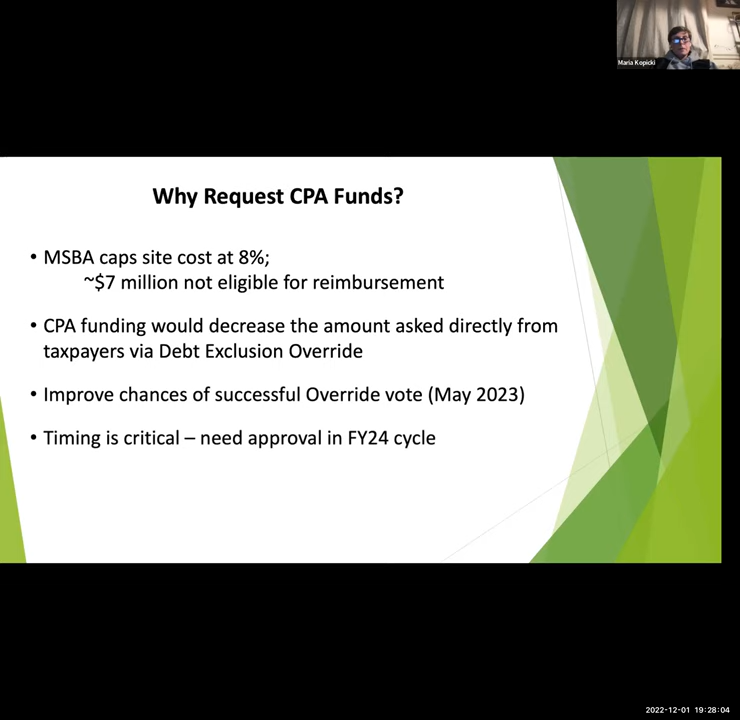 Maria Kopicki
Why Request CPA Funds?
• MSBA caps site cost at 8%;
~$7 million not eligible for reimbursement
• CPA funding would decrease the amount asked directly from
taxpayers via Debt Exclusion Override
• Improve chances of successful Override vote (May 2023)
• Timing is critical – need approval in FY24 cycle
2022-12-01 19:28:04